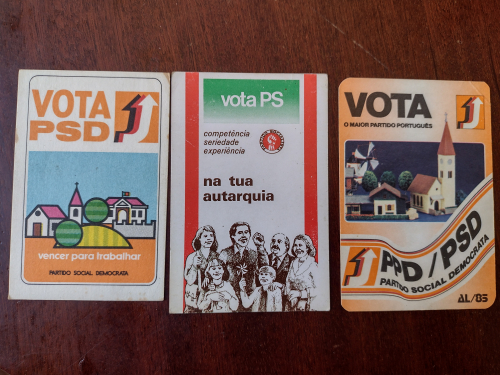 VOTA
PSD
vencer para trabalhar
PARTIDO SOCIAL DEMOCRATA
vota PS
competência
seriedade
experiência
na tua
autarquia
VOTA
O MAIOR PARTIDO PORTUGUÊS
PPD/PSD
PARTIDO SOCIAL DEMOCRATA
AL/85